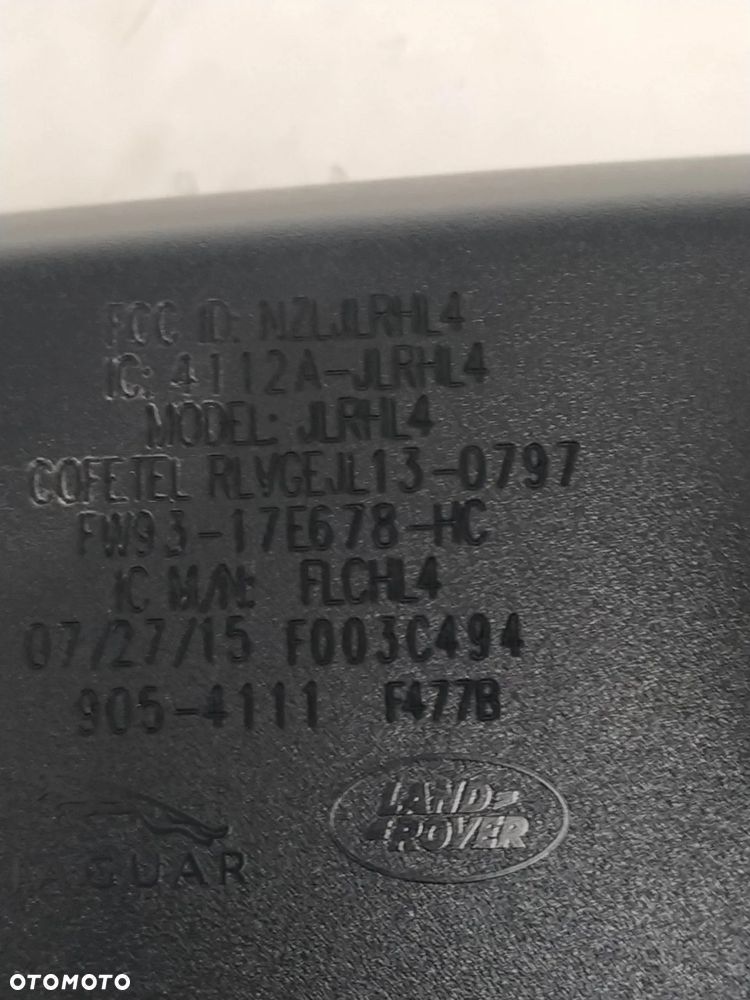 FCC ID: NZLJLRHL4
IC: 4112A-JLRHL4
MODEL: JLRHL4
COFETEL RLVGEJL13-0797
FW93-17E678-HC
IC M/N: FLCHL4
07/27/15 F003C494
905-4111 F477B
JAGUAR
LAND-
ROVER
OTOMOTO